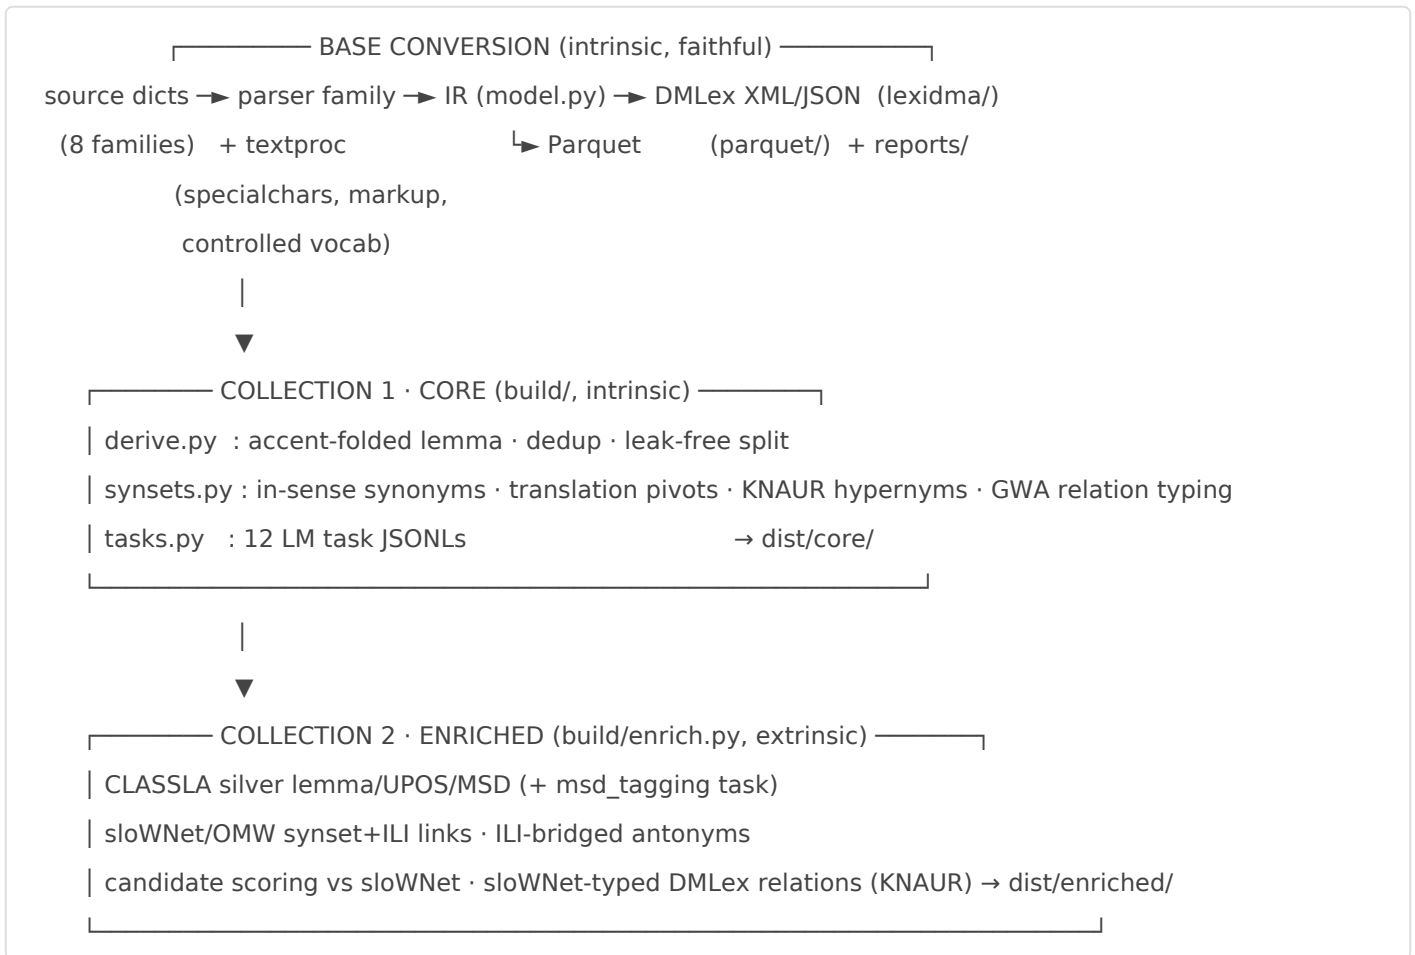 ┌───────── BASE CONVERSION (intrinsic, faithful) ──────────┐
source dicts ─► parser family ─► IR (model.py) ─► DMLex XML/JSON (lexidma/)
(8 families) + textproc └► Parquet (parquet/) + reports/
(specialchars, markup,
controlled vocab)
│
▼
┌──────── COLLECTION 1 · CORE (build/, intrinsic) ────────┐
│ derive.py : accent-folded lemma · dedup · leak-free split
│ synsets.py : in-sense synonyms · translation pivots · KNAUR hypernyms · GWA relation typing
│ tasks.py : 12 LM task JSONLs → dist/core/
└───────────────────────────────────────────────────────┘
│
▼
┌──────── COLLECTION 2 · ENRICHED (build/enrich.py, extrinsic) ───────┐
│ CLASSLA silver lemma/UPOS/MSD (+ msd_tagging task)
│ sloWNet/OMW synset+ILI links · ILI-bridged antonyms
│ candidate scoring vs sloWNet · sloWNet-typed DMLex relations (KNAUR) → dist/enriched/
└───────────────────────────────────────────────────────────────────┘